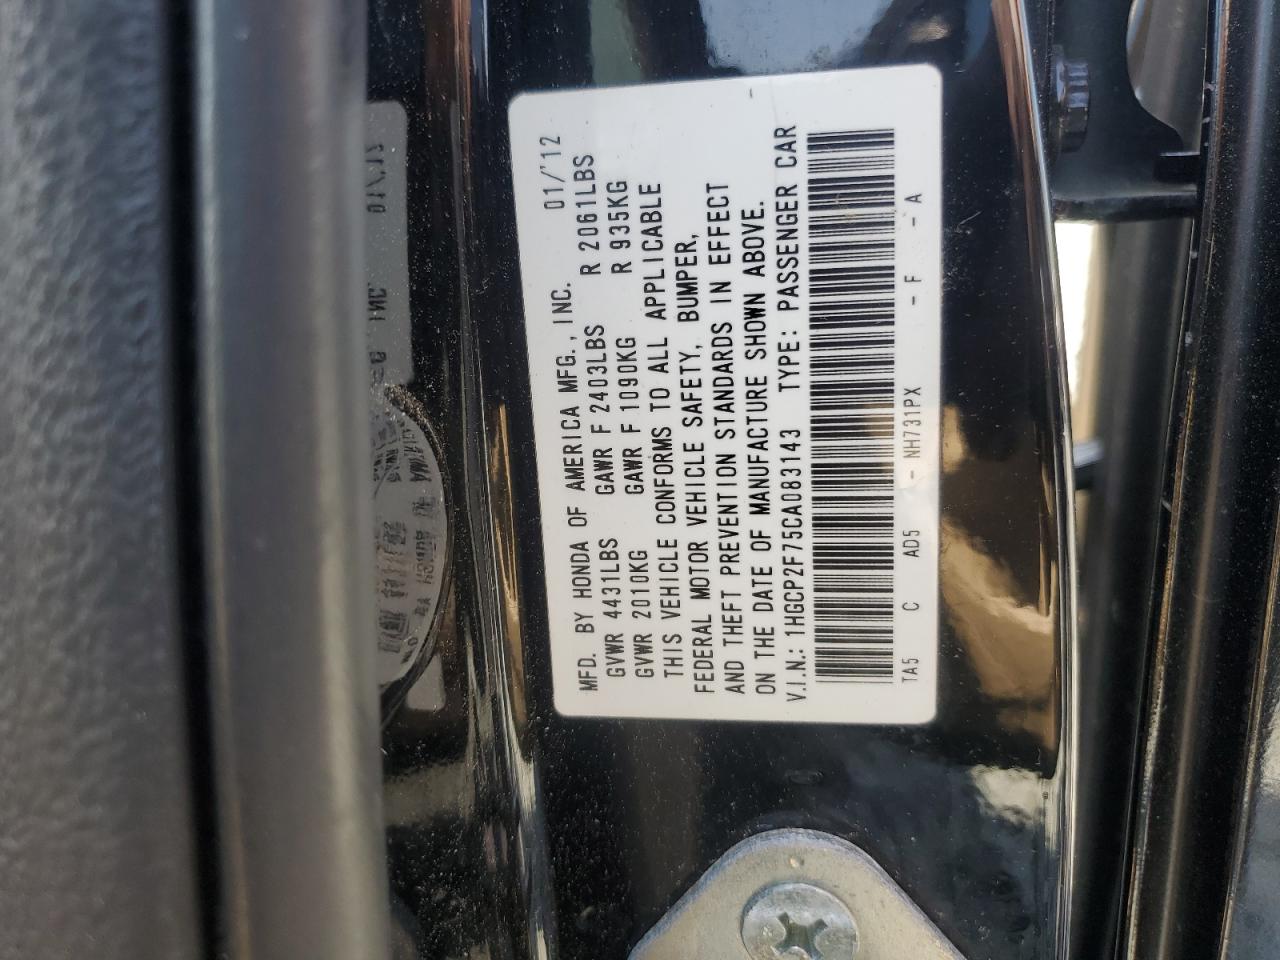 MFD. BY HONDA OF AMERICA MFG., INC. 01/'12
GVWR 4431LBS GAWR F 2403LBS R 2061LBS
GVWR 2010KG GAWR F 1090KG R 935KG
THIS VEHICLE CONFORMS TO ALL APPLICABLE
FEDERAL MOTOR VEHICLE SAFETY, BUMPER,
AND THEFT PREVENTION STANDARDS IN EFFECT
ON THE DATE OF MANUFACTURE SHOWN ABOVE.
V.I.N.: 1HGCP2F75CA083143 TYPE: PASSENGER CAR
TA5 C AD5 - NH731PX - F - A